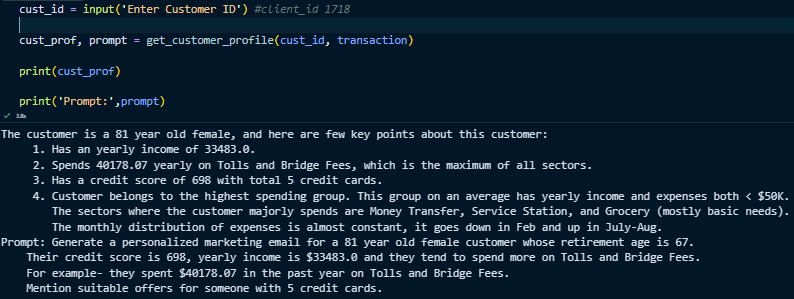 cust_id = input('Enter Customer ID') #client_id 1718
cust_prof, prompt = get_customer_profile(cust_id, transaction)
print(cust_prof)
print('Prompt:',prompt)
✓ 3.8s
The customer is a 81 year old female, and here are few key points about this customer:
1. Has an yearly income of 33483.0.
2. Spends 40178.07 yearly on Tolls and Bridge Fees, which is the maximum of all sectors.
3. Has a credit score of 698 with total 5 credit cards.
4. Customer belongs to the highest spending group. This group on an average has yearly income and expenses both < $50K.
The sectors where the customer majorly spends are Money Transfer, Service Station, and Grocery (mostly basic needs).
The monthly distribution of expenses is almost constant, it goes down in Feb and up in July-Aug.
Prompt: Generate a personalized marketing email for a 81 year old female customer whose retirement age is 67.
Their credit score is 698, yearly income is $33483.0 and they tend to spend more on Tolls and Bridge Fees.
For example- they spent $40178.07 in the past year on Tolls and Bridge Fees.
Mention suitable offers for someone with 5 credit cards.